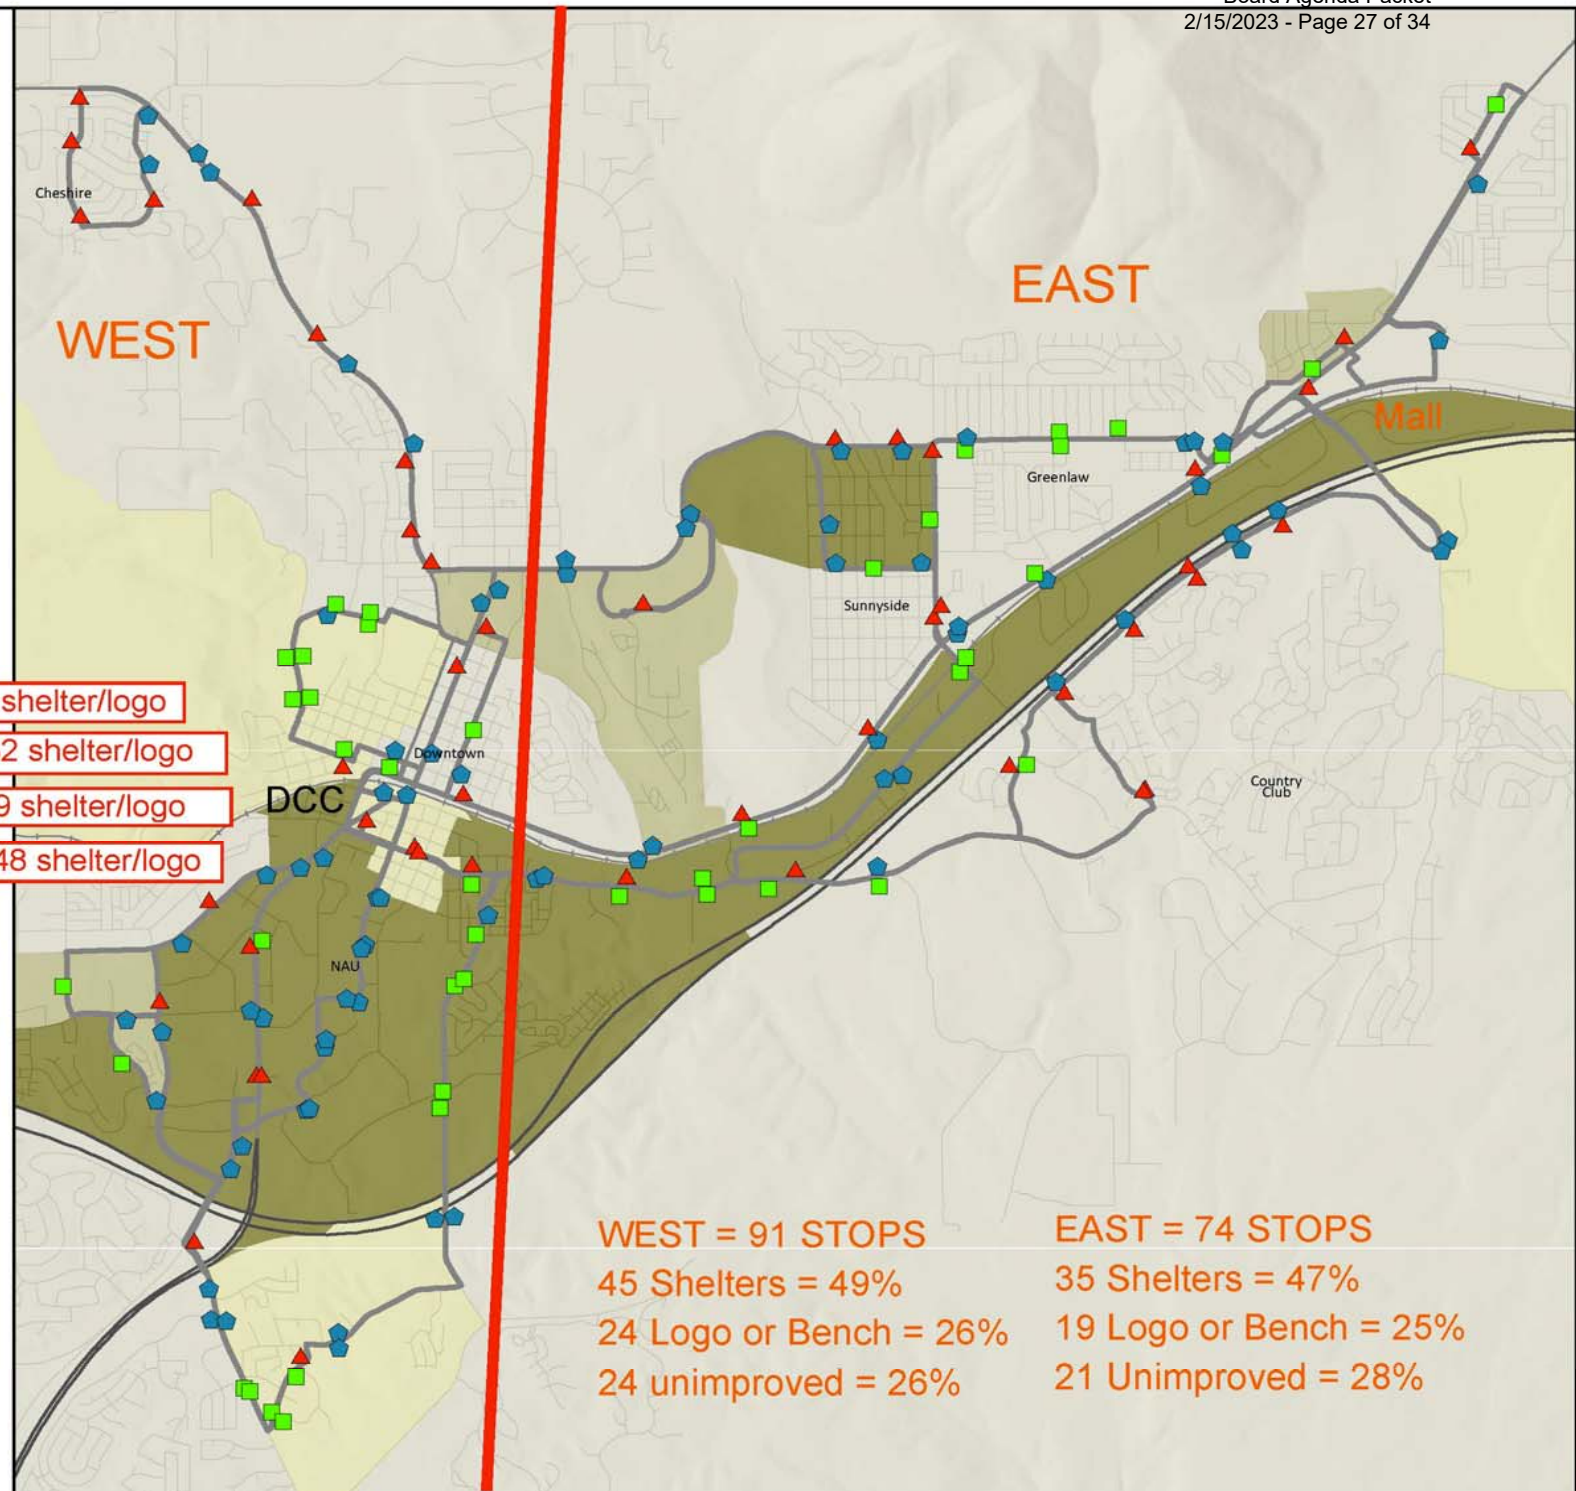 2/15/2023 - Page 27 of 34
Cheshire
WEST
EAST
Mall
Greenlaw
Sunnyside
shelter/logo
2 shelter/logo
Downtown
DCC
9 shelter/logo
48 shelter/logo
Country
Club
NAU
WEST = 91 STOPS
45 Shelters = 49%
24 Logo or Bench = 26%
24 unimproved = 26%
EAST = 74 STOPS
35 Shelters = 47%
19 Logo or Bench = 25%
21 Unimproved = 28%